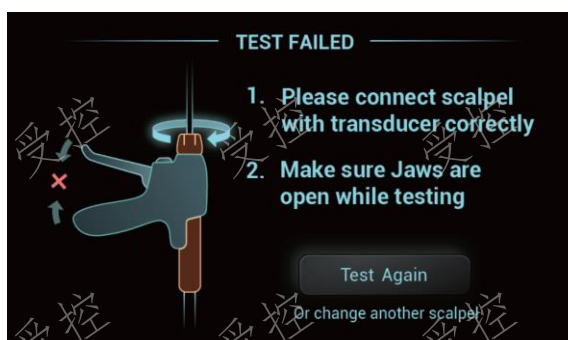 TEST FAILED
1. Please connect scalpel
with transducer correctly
2. Make sure Jaws are
open while testing
Test Again
Or change another scalpel
受控
受控
受控
受控
受控
受控